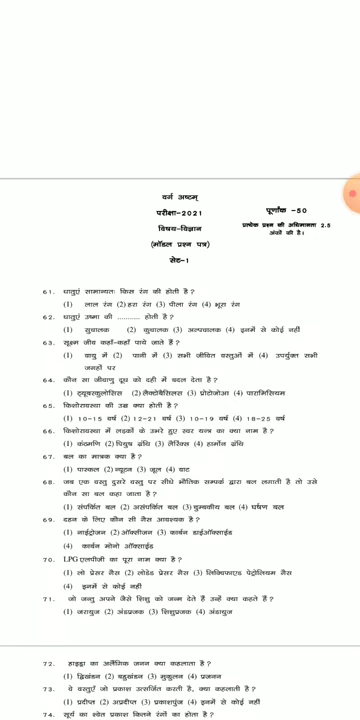 वर्ग अष्टम्
परीक्षा-2021
विषय-विज्ञान
(मॉडल प्रश्न पत्र)
सेट-1
पूर्णांक -50
प्रत्येक प्रश्न की अधिमानता 2.5
अंकों की है।
61. धातुएं सामान्यतः किस रंग की होती है ?
(1) लाल रंग (2) हरा रंग (3) पीला रंग (4) भूरा रंग
62. धातुएं उष्मा की .......... होती है ?
(1) सुचालक (2) कुचालक (3) अल्पचालक (4) इनमें से कोई नहीं
63. सूक्ष्म जीव कहाँ-कहाँ पाये जाते हैं ?
(1) वायु में (2) पानी में (3) सभी जीवित वस्तुओं में (4) उपर्युक्त सभी
जगहों पर
64. कौन सा जीवाणु दूध को दही में बदल देता है ?
(1) ट्यूबरकुलोसिस (2) लैक्टोबैसिलस (3) प्रोटोजोआ (4) पारामिसियम
65. किशोरावस्था की उम्र क्या होती है ?
(1) 10-15 वर्ष (2) 12-21 वर्ष (3) 10-19 वर्ष (4) 18-25 वर्ष
66. किशोरावस्था में लड़कों के उभरे हुए स्वर यन्त्र का क्या नाम है ?
(1) कंठमणि (2) पियुष ग्रंथि (3) लैरिंक्स (4) हार्मोन ग्रंथि
67. बल का मात्रक क्या है ?
(1) पास्कल (2) न्यूटन (3) जूल (4) वाट
68. जब एक वस्तु दुसरे वस्तु पर सीधे भौतिक सम्पर्क द्वारा बल लगाती है तो उसे
कौन सा बल कहा जाता है ?
(1) संपर्कित बल (2) असंपर्कित बल (3) चुम्बकीय बल (4) घर्षण बल
69. दहन के लिए कौन सी गैस आवश्यक है ?
(1) नाईट्रोजन (2) ऑक्सीजन (3) कार्बन डाईऑक्साईड
(4) कार्बन मोनो ऑक्साईड
70. LPG एलपीजी का पूरा नाम क्या है ?
(1) लो प्रेसर गैस (2) लोडेड प्रेसर गैस (3) लिक्विफाएड पेट्रोलियम गैस
(4) इनमें से कोई नहीं
71. जो जन्तु अपने जैसे शिशु को जन्म देते हैं उन्हें क्या कहते हैं ?
(1) जरायुज (2) अंडप्रजक (3) शिशुप्रजक (4) अंडायुज
72. हाइड्रा का अलैंगिक जनन क्या कहलाता है ?
(1) द्विखंडन (2) बहुखंडन (3) मुकुलन (4) प्रजनन
73. वे वस्तुएँ जो प्रकाश उत्सर्जित करती है, क्या कहलाती है ?
(1) प्रदीप्त (2) अप्रदीप्त (3) प्रकाशपुंज (4) इनमें से कोई नहीं
74. सूर्य का श्वेत प्रकाश कितने रंगों का होता है ?